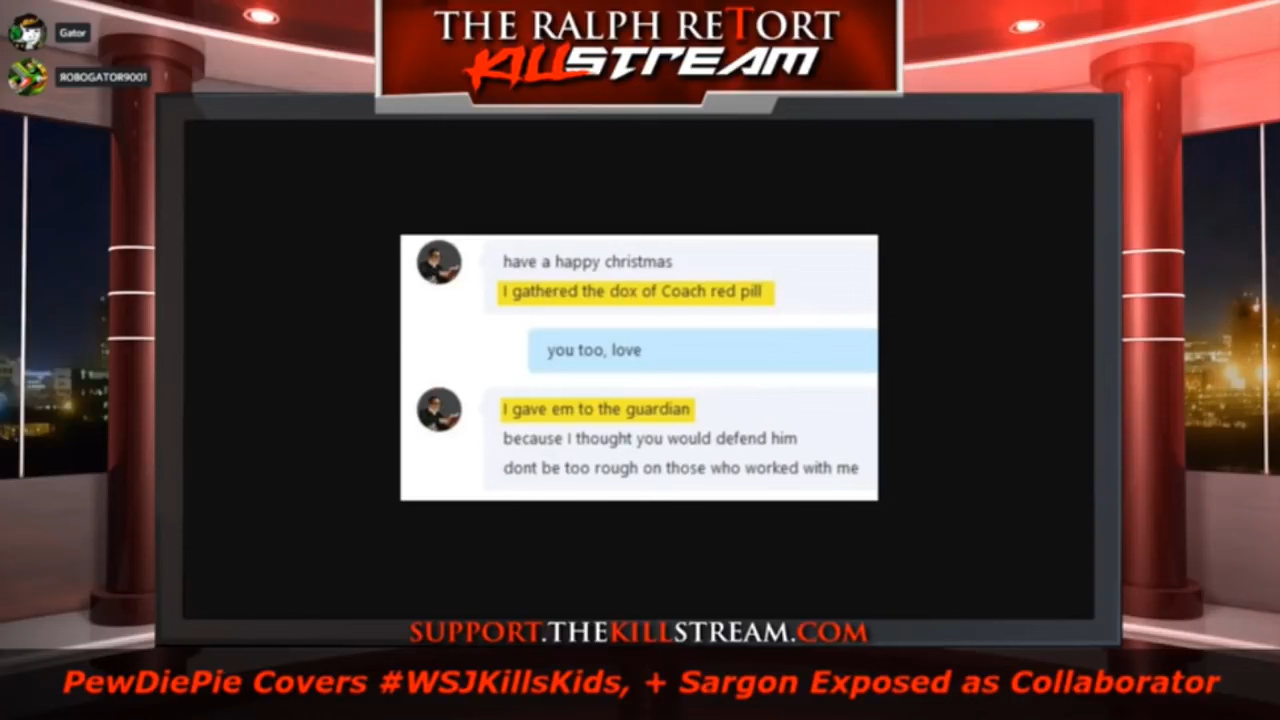 Gator
ROBOGATOR9001
THE RALPH RETORT
KILLSTREAM
have a happy christmas
I gathered the dox of Coach red pill
you too, love
I gave em to the guardian
because I thought you would defend him
dont be too rough on those who worked with me
SUPPORT.THEKILLSTREAM.COM
PewDiePie Covers #WSJKillsKids, + Sargon Exposed as Collaborator